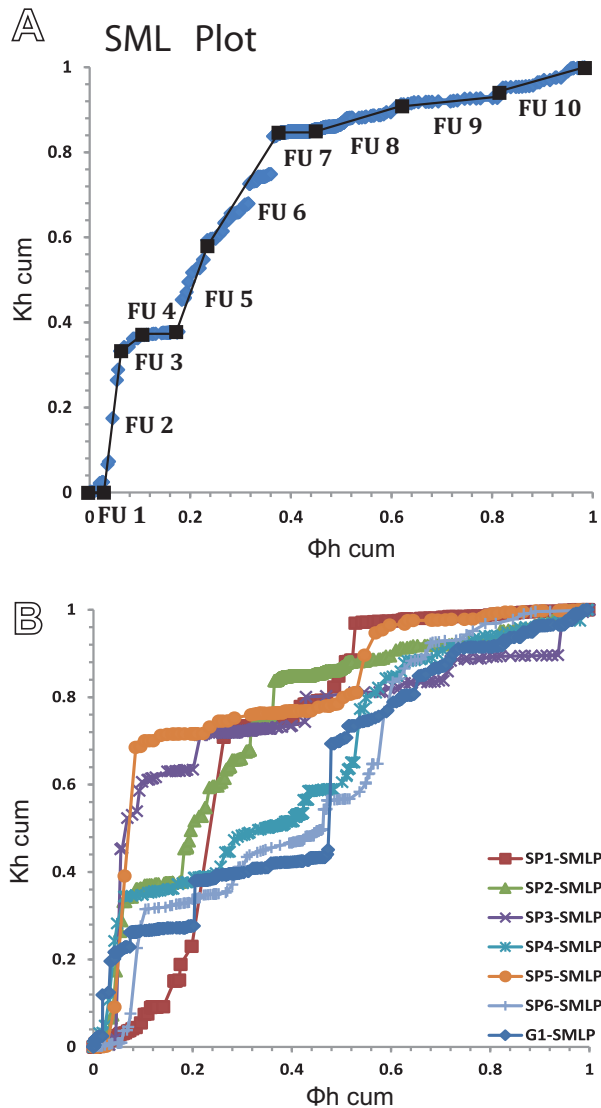 A
SML Plot
1
0.8
0.6
0.4
0.2
0
Kh cum
FU 1
FU 2
FU 3
FU 4
FU 5
FU 6
FU 7
FU 8
FU 9
FU 10
0 0.2 0.4 0.6 0.8 1
Φh cum
B
1
0.8
0.6
0.4
0.2
0
Kh cum
SP1-SMLP
SP2-SMLP
SP3-SMLP
SP4-SMLP
SP5-SMLP
SP6-SMLP
G1-SMLP
0 0.2 0.4 0.6 0.8 1
Φh cum